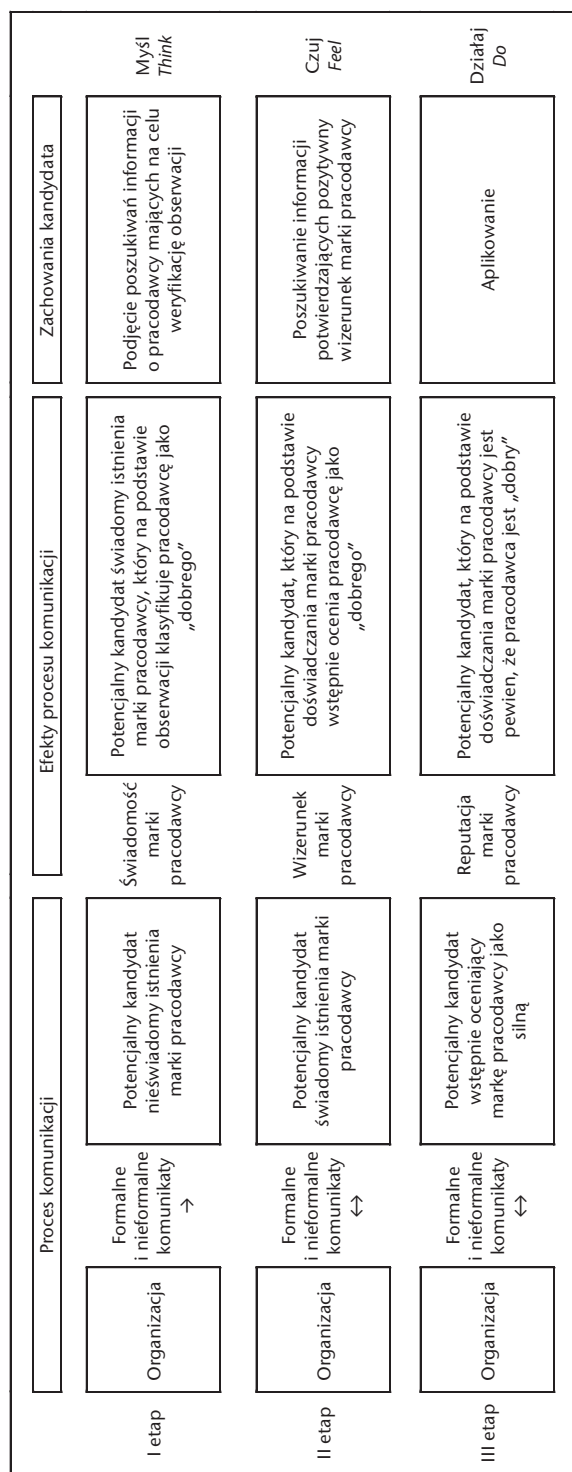 Proces komunikacji
Efekty procesu komunikacji
Zachowania kandydata
I etap
Organizacja
Formalne
i nieformalne
komunikaty
→
Potencjalny kandydat
nieświadomy istnienia
marki pracodawcy
Świadomość
marki
pracodawcy
Potencjalny kandydat świadomy istnienia
marki pracodawcy, który na podstawie
obserwacji klasyfikuje pracodawcę jako
„dobrego”
Podjęcie poszukiwań informacji
o pracodawcy mających na celu
weryfikację obserwacji
Myśl
Think
II etap
Organizacja
Formalne
i nieformalne
komunikaty
↔
Potencjalny kandydat
świadomy istnienia marki
pracodawcy
Wizerunek
marki
pracodawcy
Potencjalny kandydat, który na podstawie
doświadczania marki pracodawcy
wstępnie ocenia pracodawcę jako
„dobrego”
Poszukiwanie informacji
potwierdzających pozytywny
wizerunek marki pracodawcy
Czuj
Feel
III etap
Organizacja
Formalne
i nieformalne
komunikaty
↔
Potencjalny kandydat
wstępnie oceniający
markę pracodawcy jako
silną
Reputacja
marki
pracodawcy
Potencjalny kandydat, który na podstawie
doświadczania marki pracodawcy jest
pewien, że pracodawca jest „dobry”
Aplikowanie
Działaj
Do